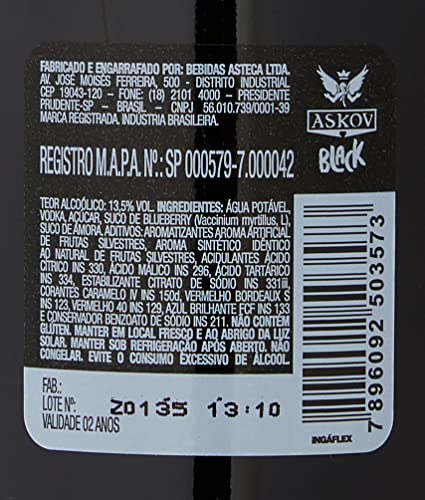 FABRICADO E ENGARRAFADO POR: BEBIDAS ASTECA LTDA.
AV. JOSÉ MOISES FERREIRA, 500 - DISTRITO INDUSTRIAL
CEP 19043-120 - FONE: (18) 2101 4000 - PRESIDENTE
PRUDENTE-SP - BRASIL - CNPJ 56.010.739/0001-39
MARCA REGISTRADA. INDÚSTRIA BRASILEIRA.
ASKOV
BLACK
REGISTRO M.A.P.A. Nº.: SP 000579-7.000042
TEOR ALCOÓLICO: 13,5% VOL. INGREDIENTES: ÁGUA POTÁVEL,
VODKA, AÇÚCAR, SUCO DE BLUEBERRY (Vaccinium myrtillus, L),
SUCO DE AMORA. ADITIVOS: AROMATIZANTES AROMA ARTIFICIAL
DE FRUTAS SILVESTRES, AROMA SINTÉTICO IDÊNTICO
AO NATURAL DE FRUTAS SILVESTRES, ACIDULANTES ÁCIDO
CÍTRICO INS 330, ÁCIDO MÁLICO INS 296, ÁCIDO TARTÁRICO
INS 334, ESTABILIZANTE CITRATO DE SÓDIO INS 331iii,
CORANTES CARAMELO IV INS 150d, VERMELHO BORDEAUX S
INS 123, VERMELHO 40 INS 129, AZUL BRILHANTE FCF INS 133
E CONSERVADOR BENZOATO DE SÓDIO INS 211. NÃO CONTÉM
GLÚTEN. MANTER EM LOCAL FRESCO E AO ABRIGO DA LUZ
SOLAR. MANTER SOB REFRIGERAÇÃO APÓS ABERTO. NÃO
CONGELAR. EVITE O CONSUMO EXCESSIVO DE ÁLCOOL.
FAB.:
LOTE Nº: 20135 13:10
VALIDADE 02 ANOS
7 896092 503573
INGÁFLEX